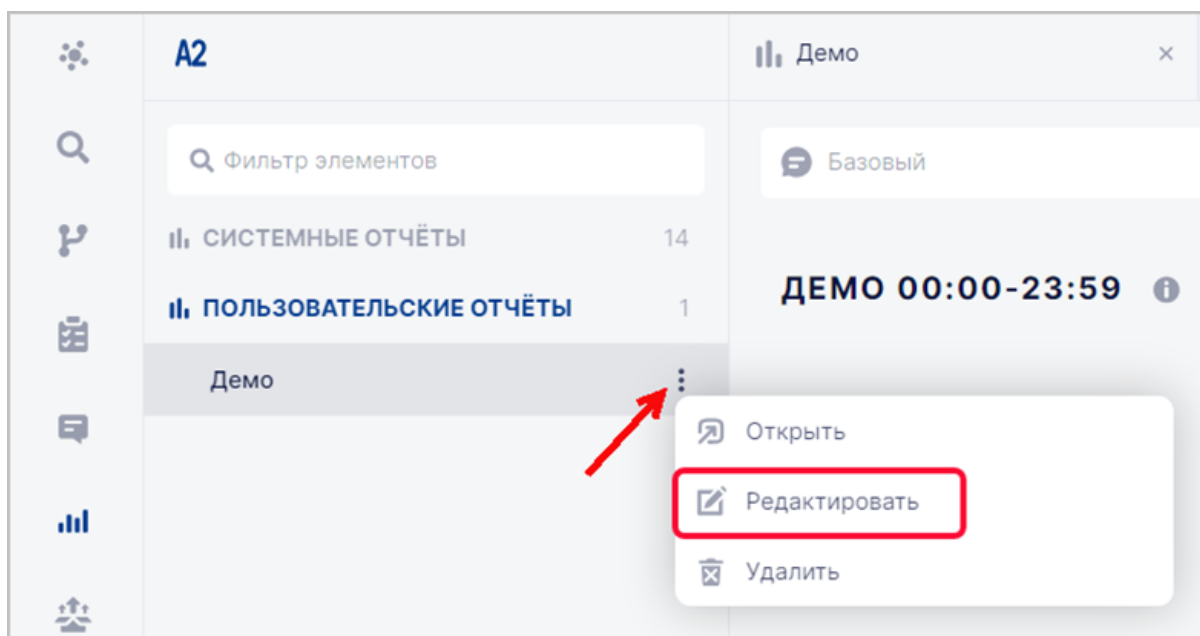 A2
Демо
Фильтр элементов
Базовый
СИСТЕМНЫЕ ОТЧЁТЫ 14
ПОЛЬЗОВАТЕЛЬСКИЕ ОТЧЁТЫ 1
ДЕМО 00:00-23:59
Демо
Открыть
Редактировать
Удалить